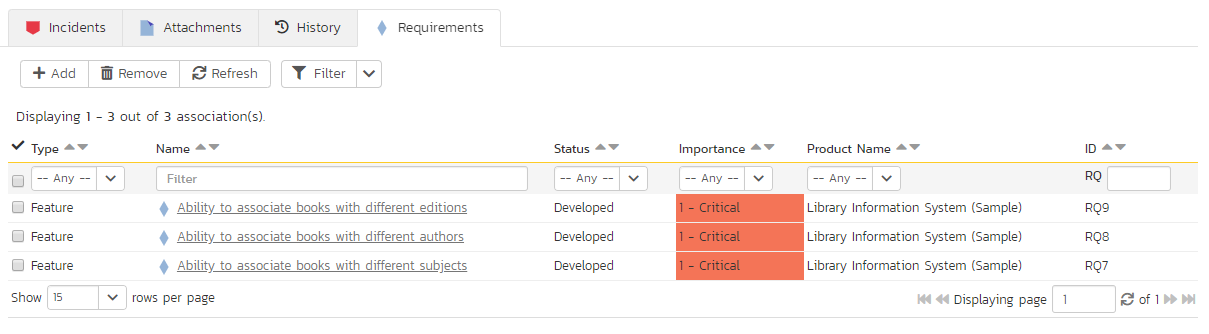 Incidents Attachments History Requirements
Add Remove Refresh Filter
Displaying 1 - 3 out of 3 association(s).
Type Name Status Importance Product Name ID
-- Any -- Filter -- Any -- -- Any -- -- Any -- RQ
Feature Ability to associate books with different editions Developed 1 - Critical Library Information System (Sample) RQ9
Feature Ability to associate books with different authors Developed 1 - Critical Library Information System (Sample) RQ8
Feature Ability to associate books with different subjects Developed 1 - Critical Library Information System (Sample) RQ7
Show 15 rows per page Displaying page 1 of 1